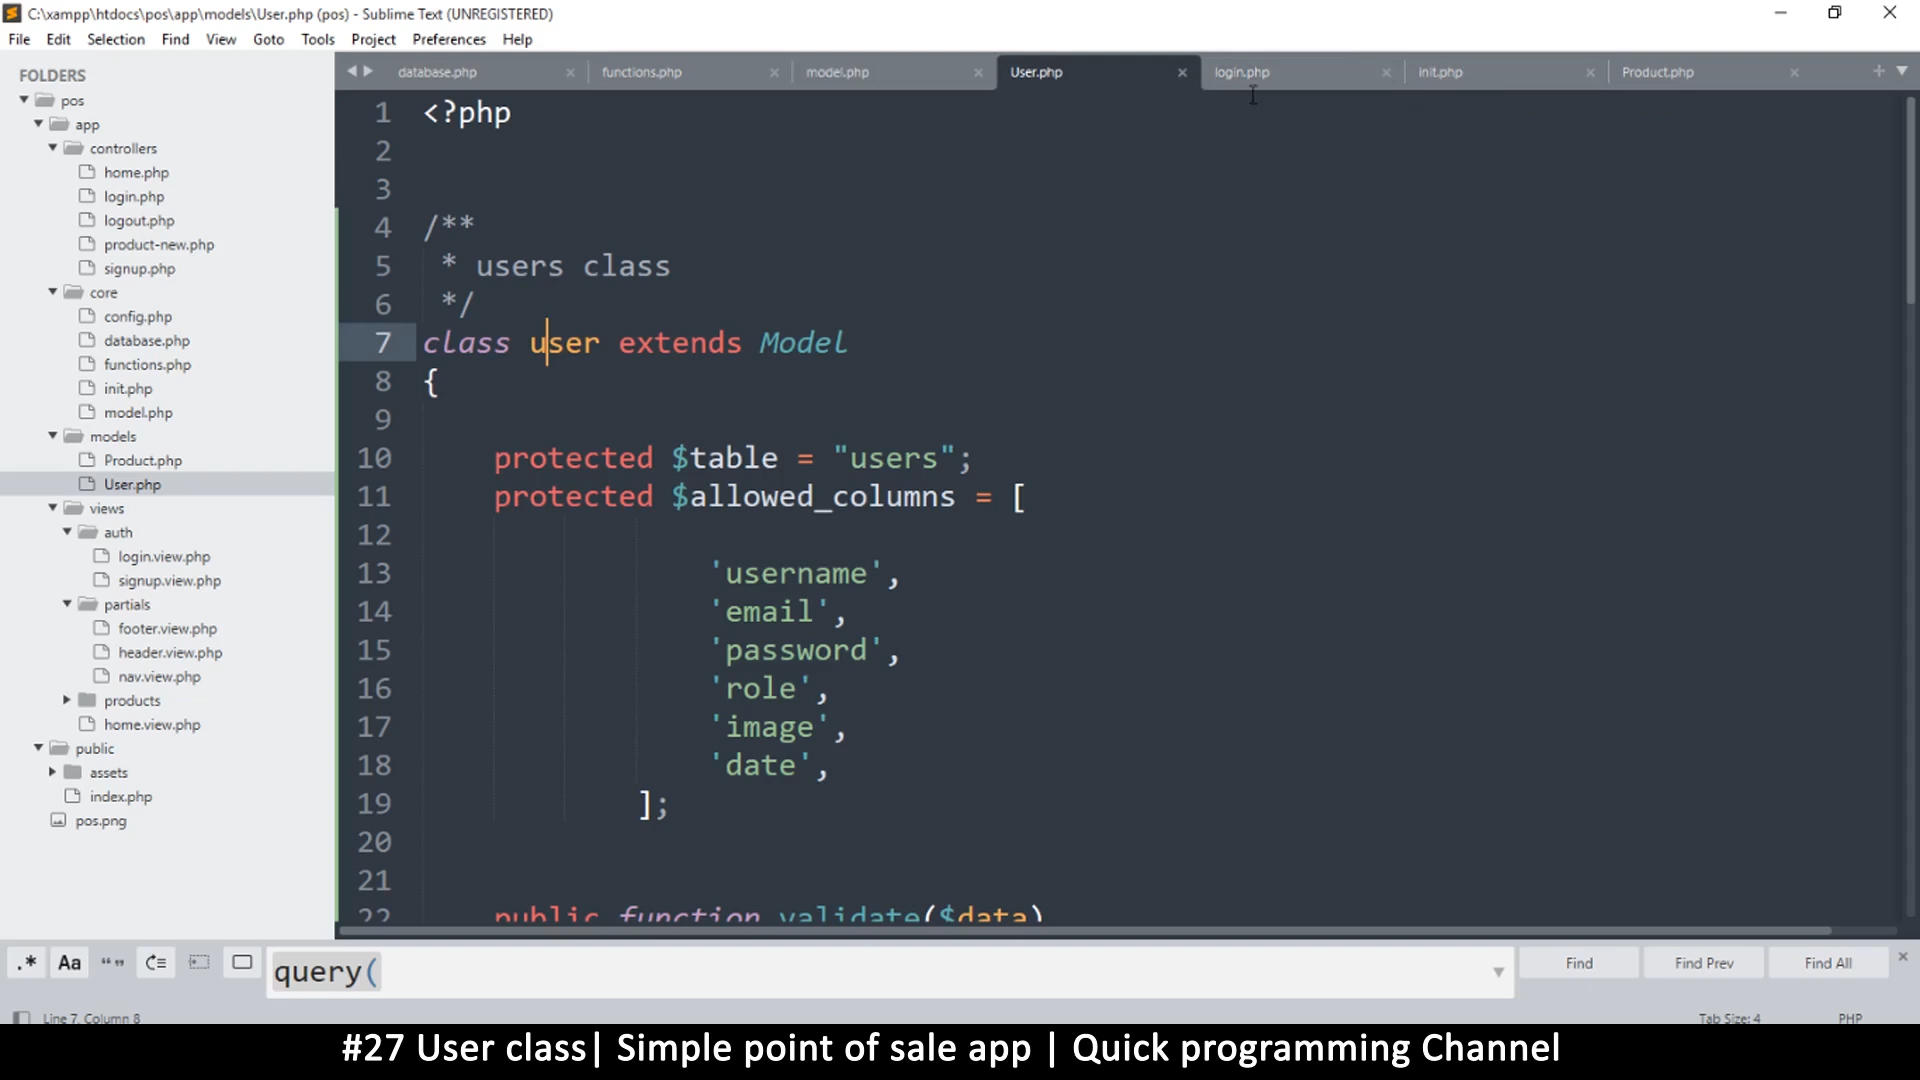 C:\xampp\htdocs\pos\app\models\User.php (pos) - Sublime Text (UNREGISTERED)
File Edit Selection Find View Goto Tools Project Preferences Help
FOLDERS
pos
app
controllers
home.php
login.php
logout.php
product-new.php
signup.php
core
config.php
database.php
functions.php
init.php
model.php
models
Product.php
User.php
views
auth
login.view.php
signup.view.php
partials
footer.view.php
header.view.php
nav.view.php
products
home.view.php
public
assets
index.php
pos.png
database.php functions.php model.php User.php login.php init.php Product.php
1 <?php
2
3
4 /**
5 * users class
6 */
7 class user extends Model
8 {
9
10 protected $table = "users";
11 protected $allowed_columns = [
12
13 'username',
14 'email',
15 'password',
16 'role',
17 'image',
18 'date',
19 ];
20
21
22 public function validate($data)
.* Aa “” query( Find Find Prev Find All
Line 7, Column 8 Tab Size: 4 PHP
#27 User class| Simple point of sale app | Quick programming Channel